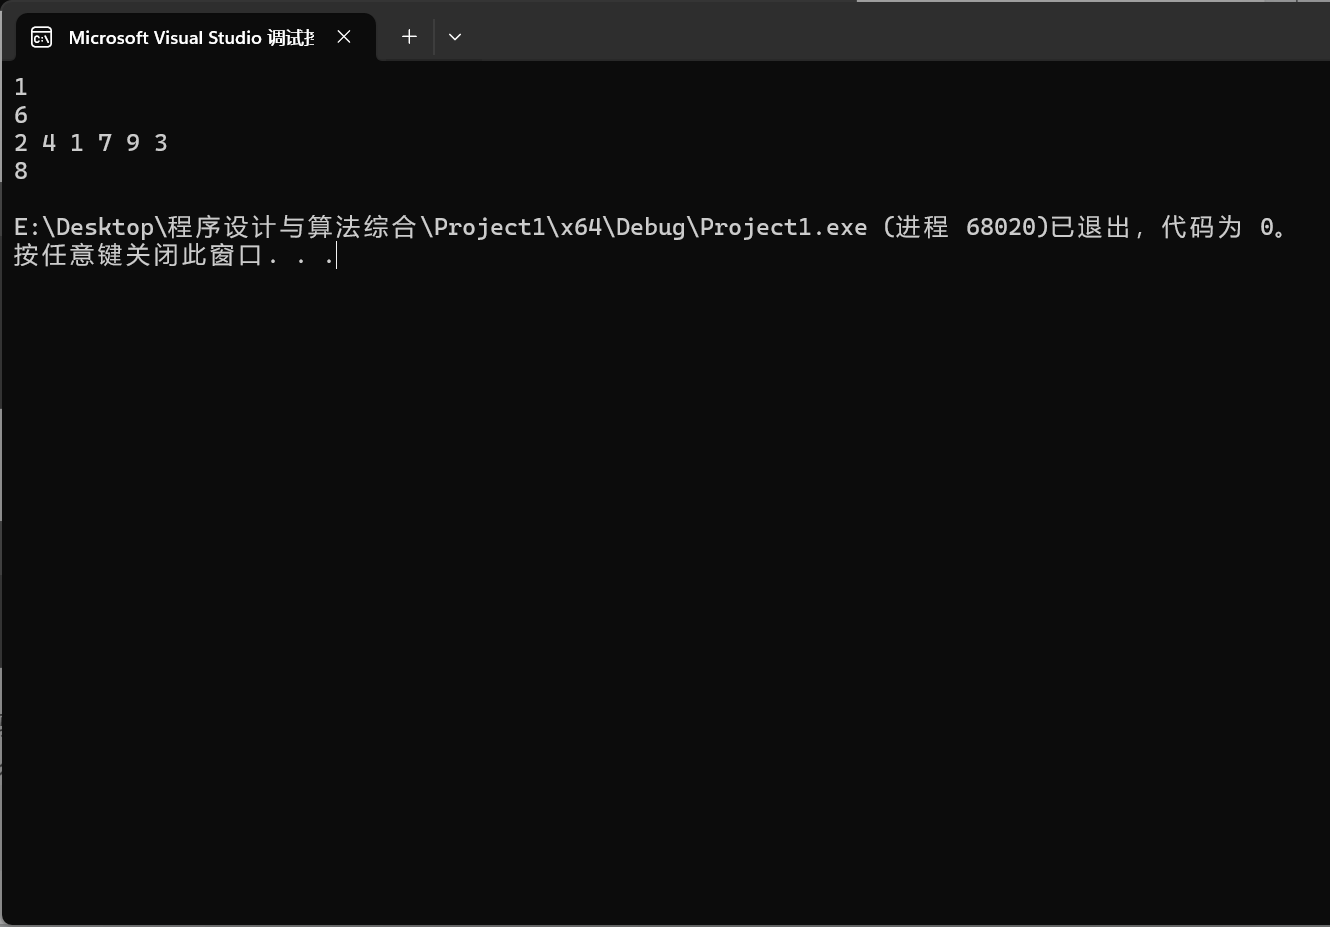 Microsoft Visual Studio 调试
1
6
2 4 1 7 9 3
8
E:\Desktop\程序设计与算法综合\Project1\x64\Debug\Project1.exe (进程 68020)已退出，代码为 0。
按任意键关闭此窗口. . .